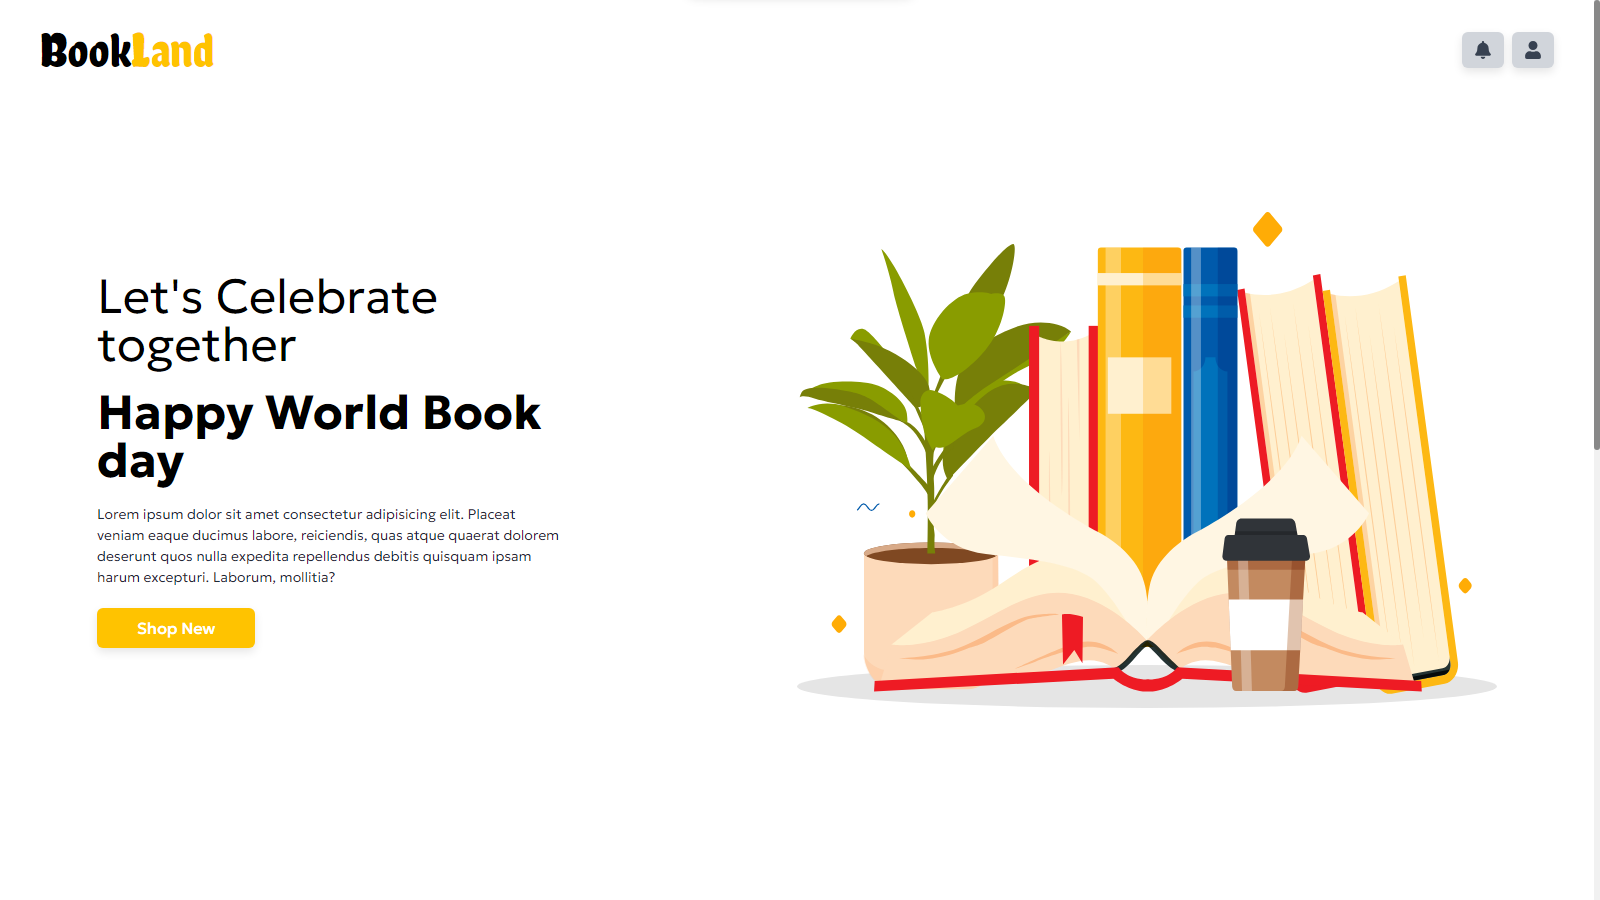 BookLand
Let's Celebrate
together
Happy World Book
day
Lorem ipsum dolor sit amet consectetur adipisicing elit. Placeat
veniam eaque ducimus labore, reiciendis, quas atque quaerat dolorem
deserunt quos nulla expedita repellendus debitis quisquam ipsam
harum excepturi. Laborum, mollitia?
Shop New